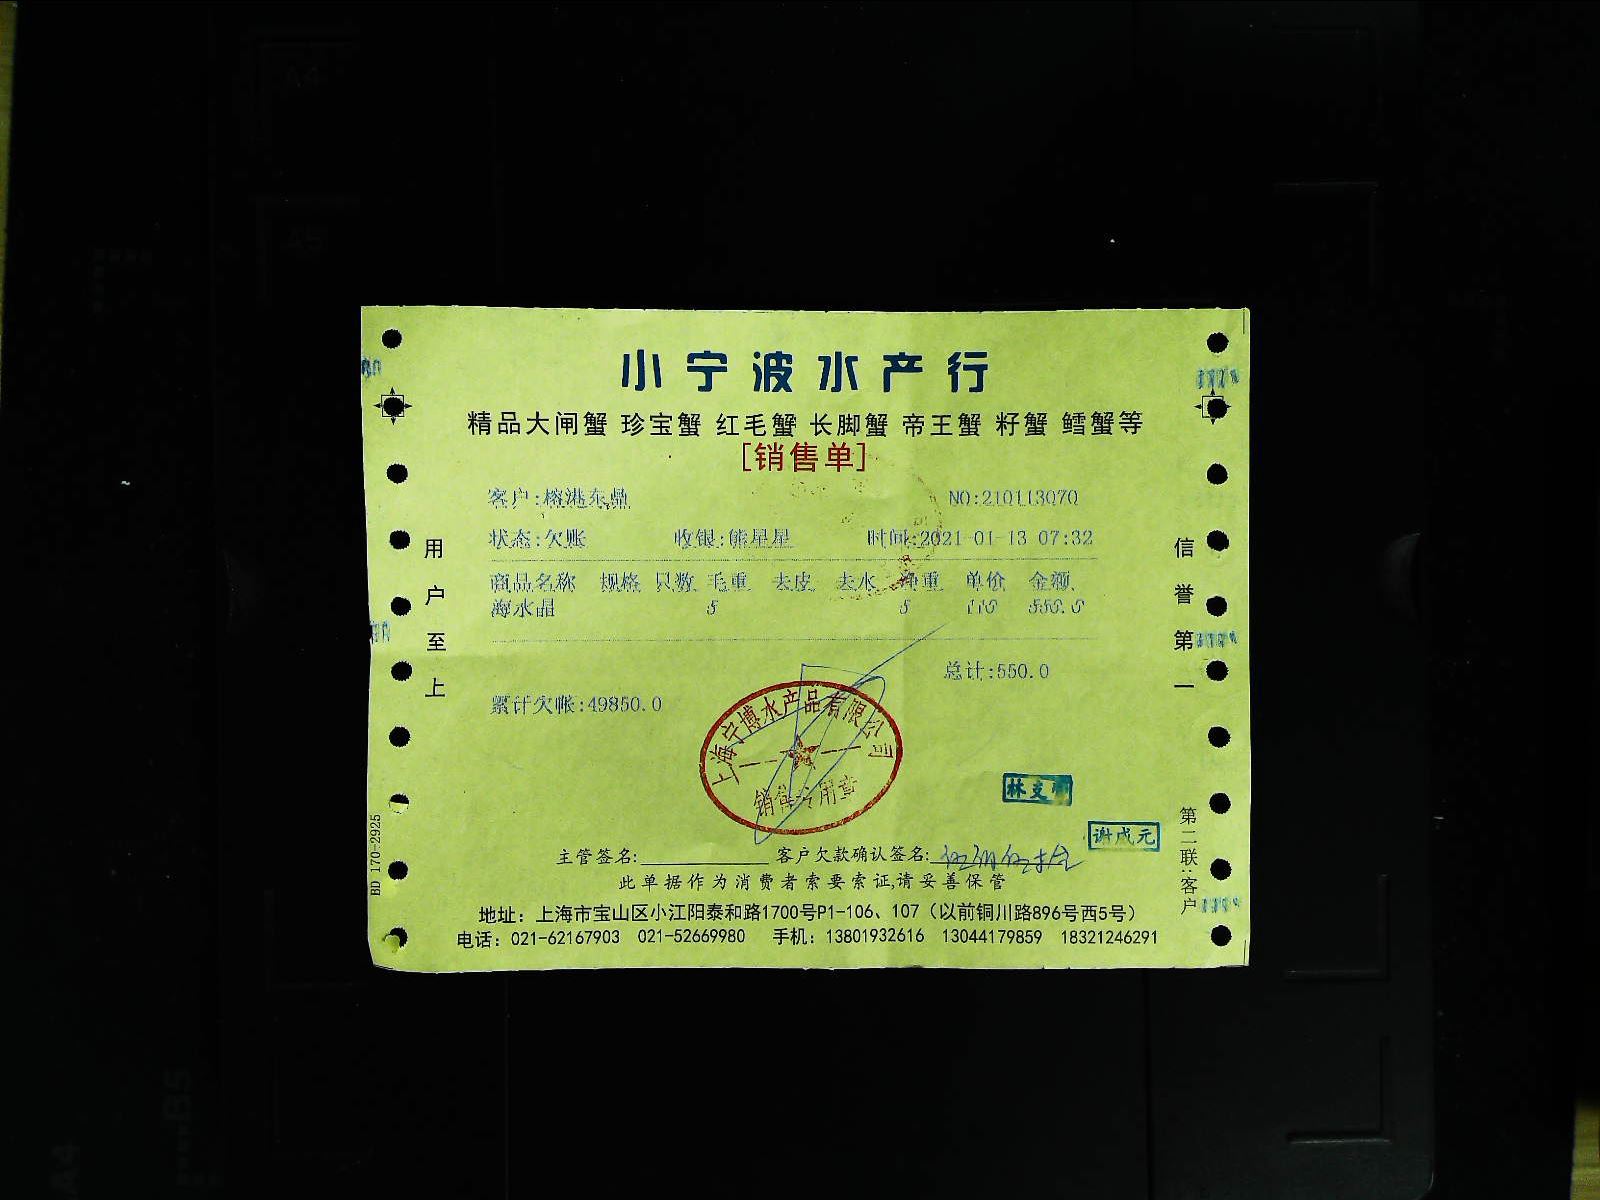 小宁波水产行
精品大闸蟹 珍宝蟹 红毛蟹 长脚蟹 帝王蟹 籽蟹 鳕蟹等
[销售单]
客户:榕港东鼎 NO:210113070
状态:欠账 收银:熊星星 时间:2021-01-13 07:32
商品名称 规格 只数 毛重 去皮 去水 净重 单价 金额
海水晶 5 5 110 550.0
总计:550.0
累计欠帐:49850.0
上海宁博水产品有限公司
销售专用章
林支
谢成元
主管签名: 客户欠款确认签名:
此单据作为消费者索要索证,请妥善保管
地址：上海市宝山区小江阳泰和路1700号P1-106、107（以前铜川路896号西5号）
电话：021-62167903 021-52669980 手机：13801932616 13044179859 18321246291
用户至上
信誉第一
第二联:客户
BD 170-2925
A4
A5
B5
A4